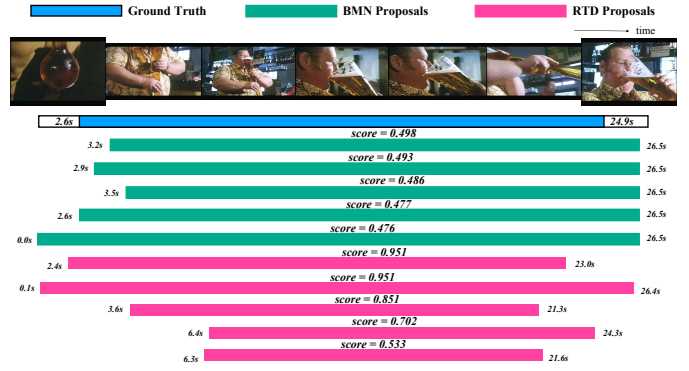 Ground Truth BMN Proposals RTD Proposals
time
2.6s 24.9s
score = 0.498
3.2s 26.5s
score = 0.493
2.9s 26.5s
score = 0.486
3.5s 26.5s
score = 0.477
2.6s 26.5s
score = 0.476
0.0s 26.5s
score = 0.951
2.4s 23.0s
score = 0.951
0.1s 26.4s
score = 0.851
3.6s 21.3s
score = 0.702
6.4s 24.3s
score = 0.533
6.3s 21.6s